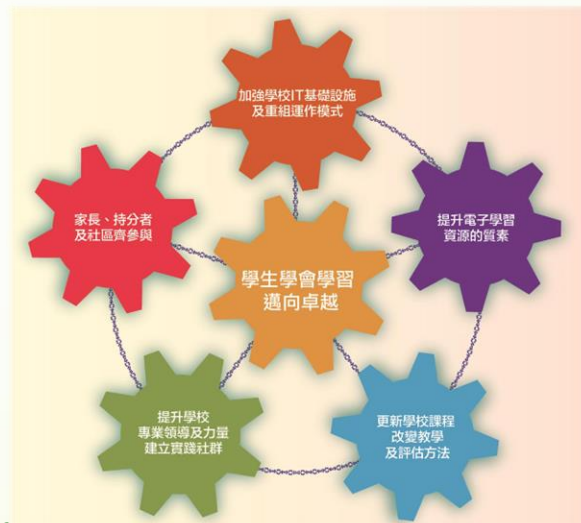 加強學校IT基礎設施
及重組運作模式
家長、持分者
及社區齊參與
提升電子學習
資源的質素
學生學會學習
邁向卓越
提升學校
專業領導及力量
建立實踐社群
更新學校課程
改變教學
及評估方法